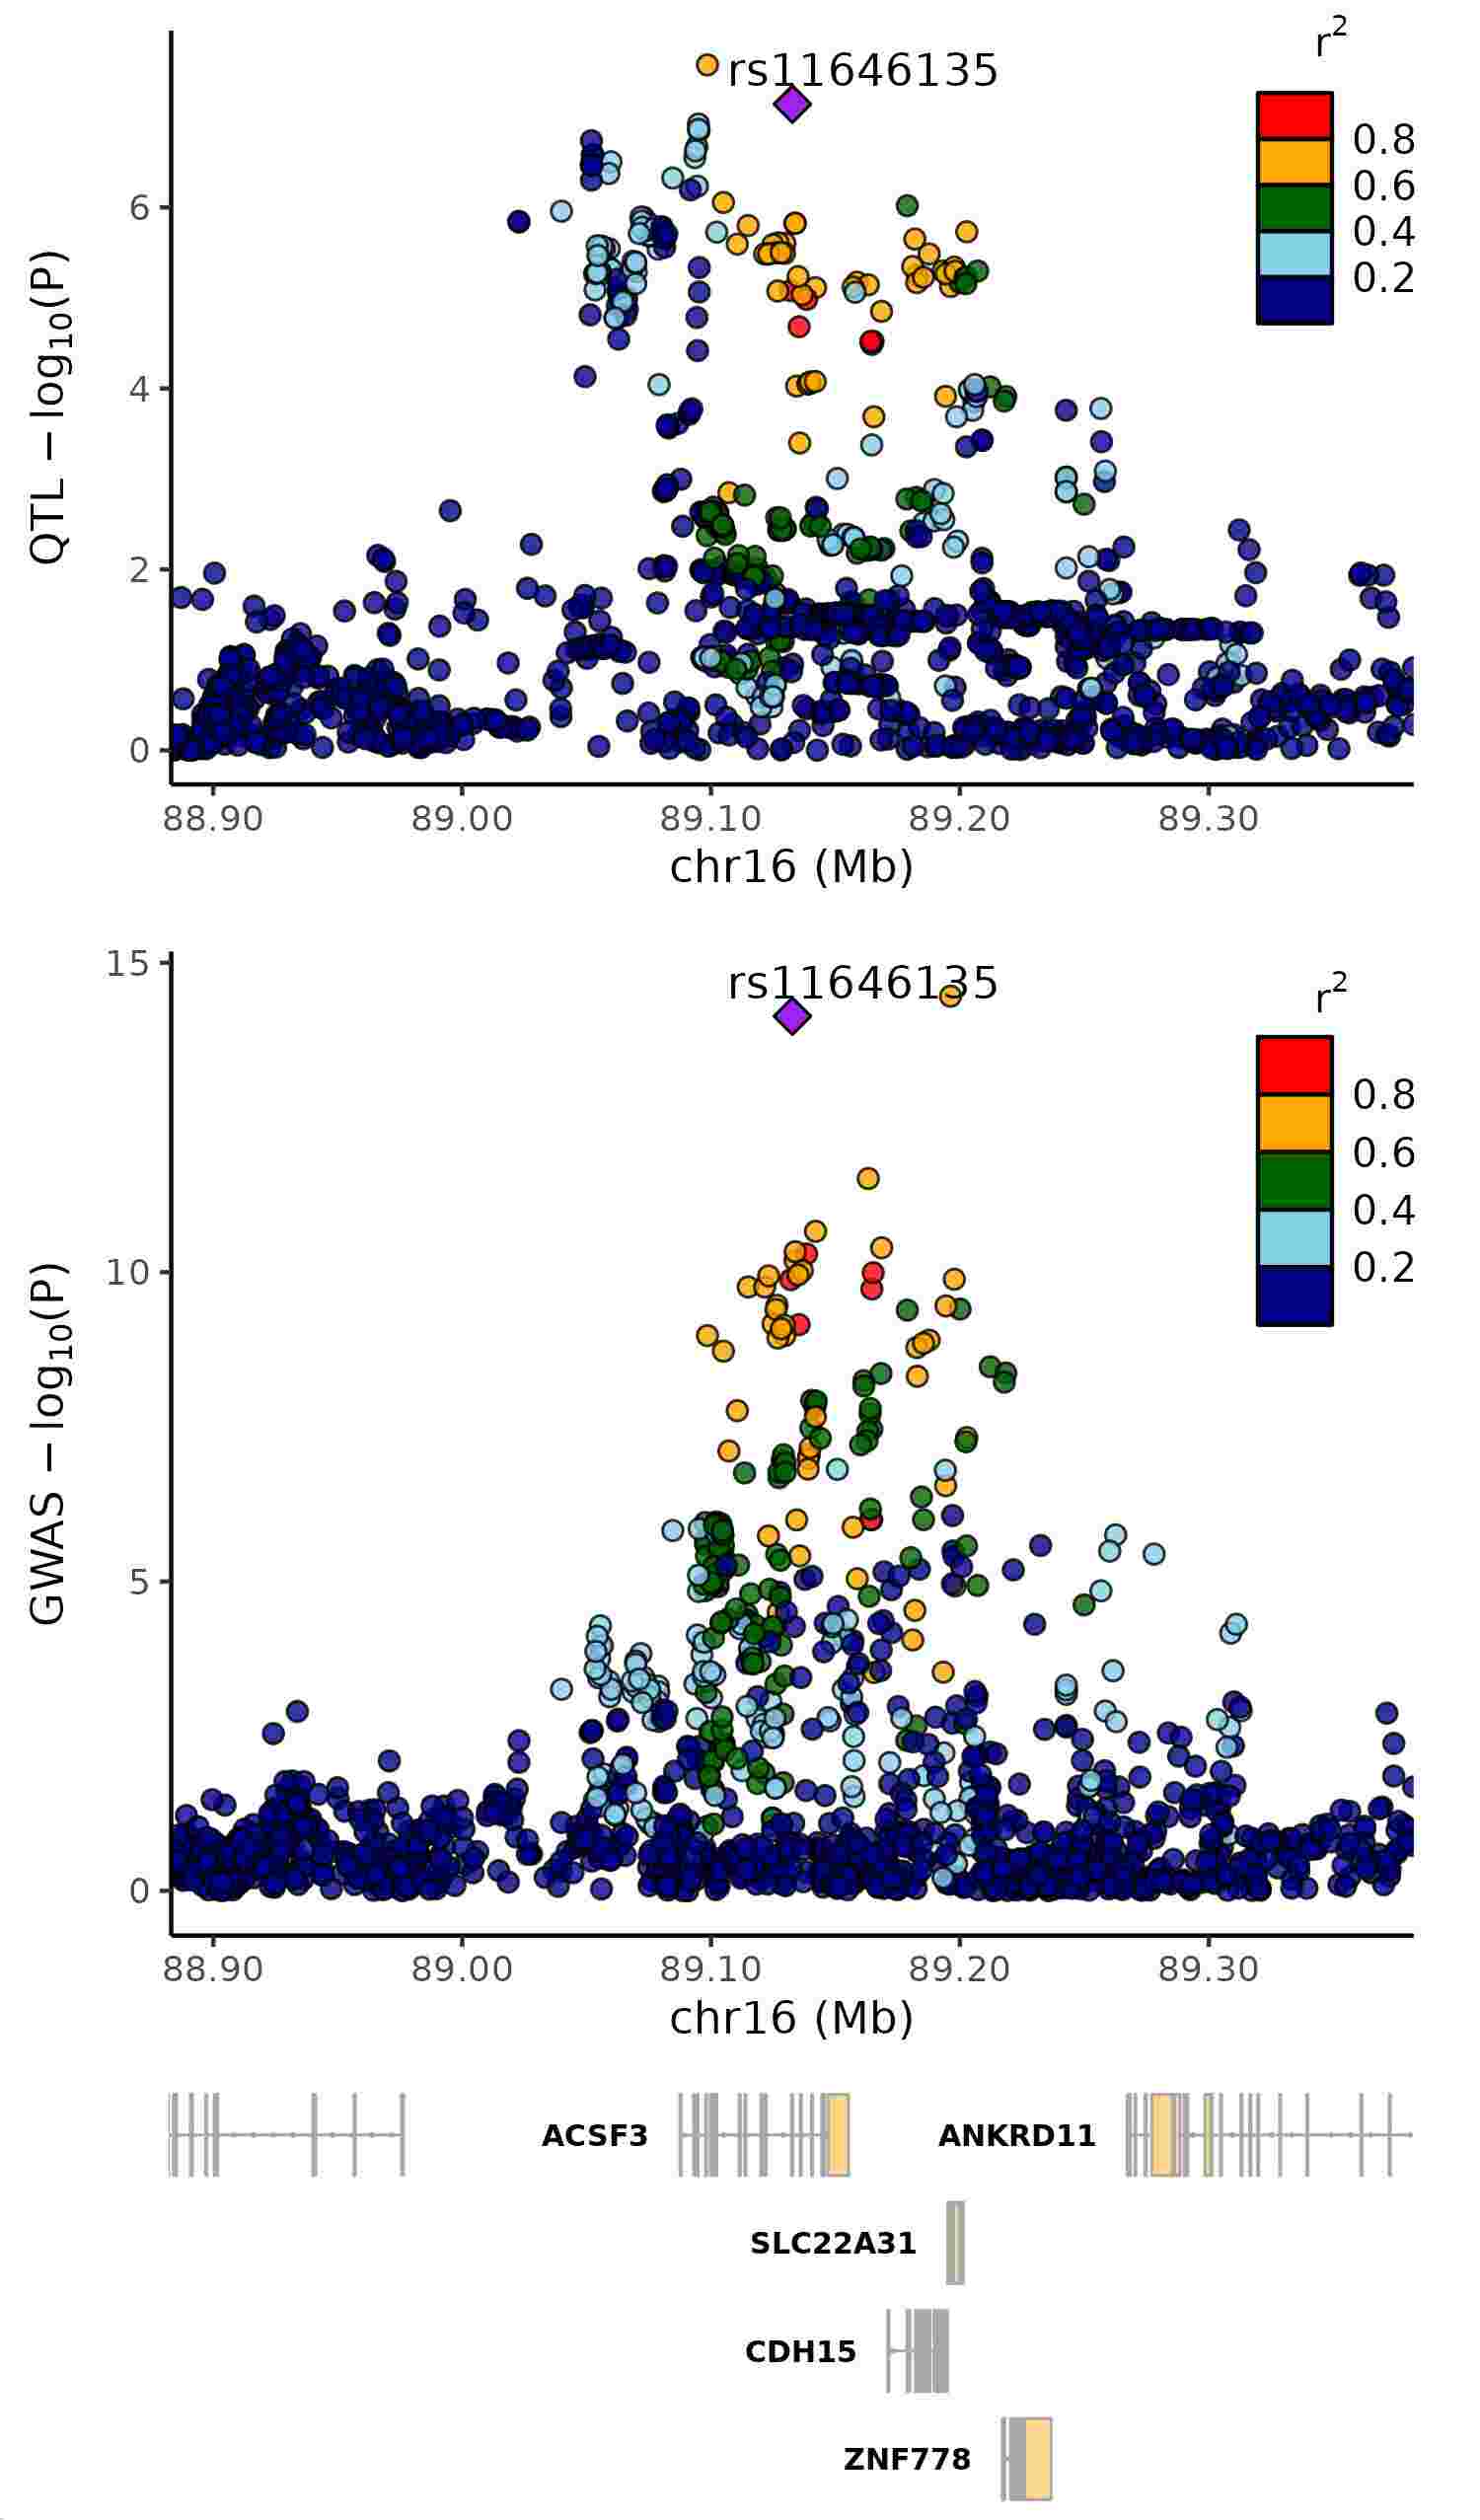 r²
rs11646135
0.8
0.6
0.4
0.2
6
4
2
0
QTL − log₁₀(P)
88.90 89.00 89.10 89.20 89.30
chr16 (Mb)
15
rs11646135
r²
0.8
0.6
0.4
0.2
10
5
0
GWAS − log₁₀(P)
88.90 89.00 89.10 89.20 89.30
chr16 (Mb)
ACSF3 ANKRD11
SLC22A31
CDH15
ZNF778